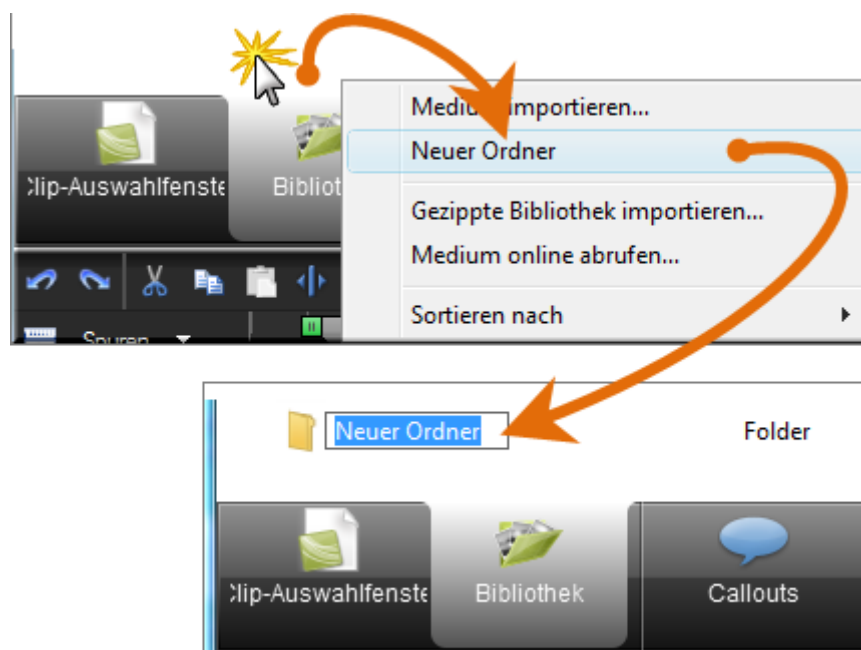 Medium importieren...
Neuer Ordner
Clip-Auswahlfenste
Bibliot
Gezippte Bibliothek importieren...
Medium online abrufen...
Sortieren nach
Spuren
Neuer Ordner
Folder
Clip-Auswahlfenste
Bibliothek
Callouts